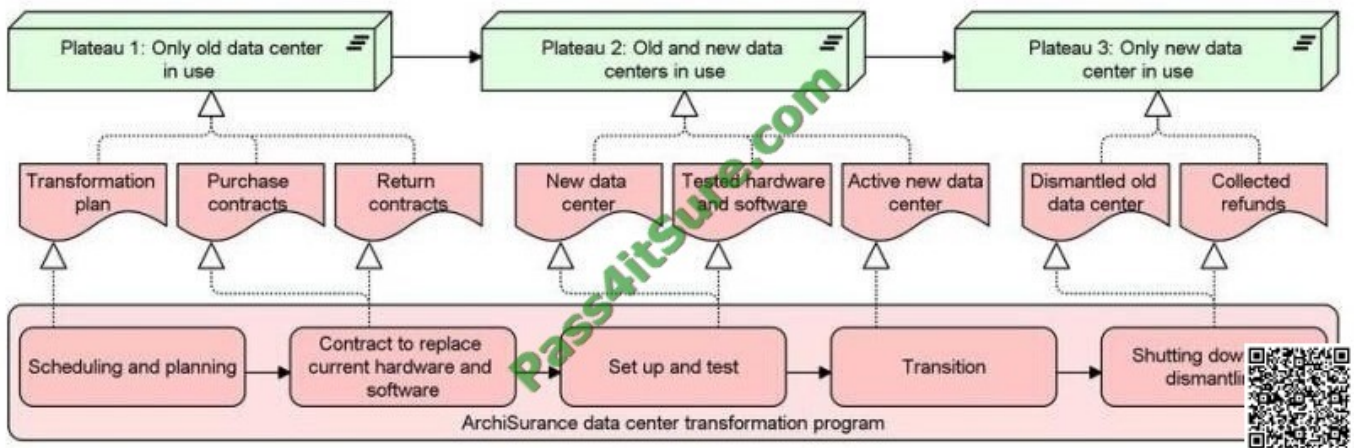 Plateau 1: Only old data center
in use
Plateau 2: Old and new data
centers in use
Plateau 3: Only new data
center in use
Transformation
plan
Purchase
contracts
Return
contracts
New data
center
Tested hardware
and software
Active new data
center
Dismantled old
data center
Collected
refunds
Pass4itSure.com
Scheduling and planning
Contract to replace
current hardware and
software
Set up and test
Transition
Shutting
ArchiSurance data center transformation program